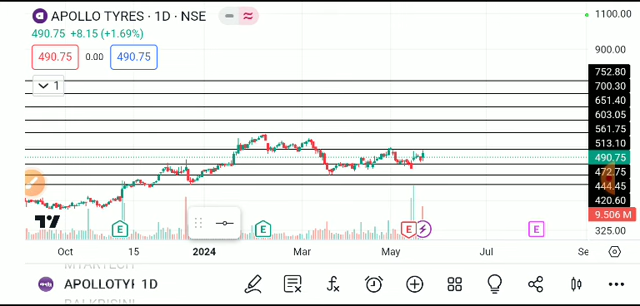 APOLLO TYRES · 1D · NSE
490.75 +8.15 (+1.69%)
490.75 0.00 490.75
1
1100.00
900.00
752.80
700.30
651.40
603.05
561.75
513.10
490.75
472.75
444.45
420.60
9.506 M
325.00
E E E E
Oct 15 2024 Mar May Jul Se
APOLLOTYI 1D